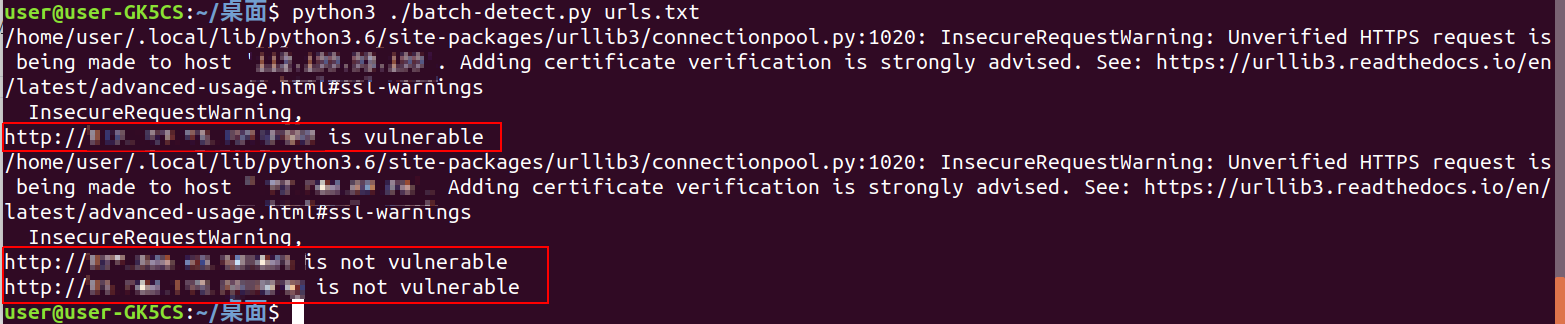 user@user-GK5CS:~/桌面$ python3 ./batch-detect.py urls.txt
/home/user/.local/lib/python3.6/site-packages/urllib3/connectionpool.py:1020: InsecureRequestWarning: Unverified HTTPS request is
being made to host '. Adding certificate verification is strongly advised. See: https://urllib3.readthedocs.io/en
/latest/advanced-usage.html#ssl-warnings
InsecureRequestWarning,
http:// is vulnerable
/home/user/.local/lib/python3.6/site-packages/urllib3/connectionpool.py:1020: InsecureRequestWarning: Unverified HTTPS request is
being made to host Adding certificate verification is strongly advised. See: https://urllib3.readthedocs.io/en/
latest/advanced-usage.html#ssl-warnings
InsecureRequestWarning,
http:// is not vulnerable
http:// is not vulnerable
user@user-GK5CS:~/桌面$